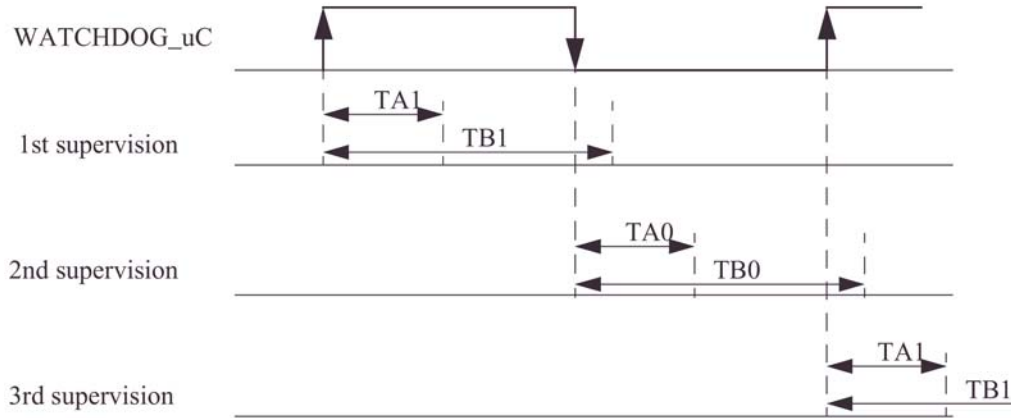 WATCHDOG_uC
TA1
1st supervision
TB1
TA0
2nd supervision
TB0
TA1
3rd supervision
TB1